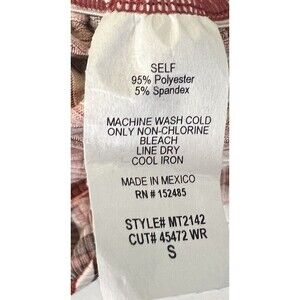 SELF
95% Polyester
5% Spandex
MACHINE WASH COLD
ONLY NON-CHLORINE
BLEACH
LINE DRY
COOL IRON
MADE IN MEXICO
RN # 152485
STYLE# MT2142
CUT# 45472 WR
S